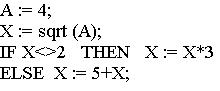 A := 4;
X := sqrt (A);
IF X<>2 THEN X := X*3
ELSE X := 5+X;